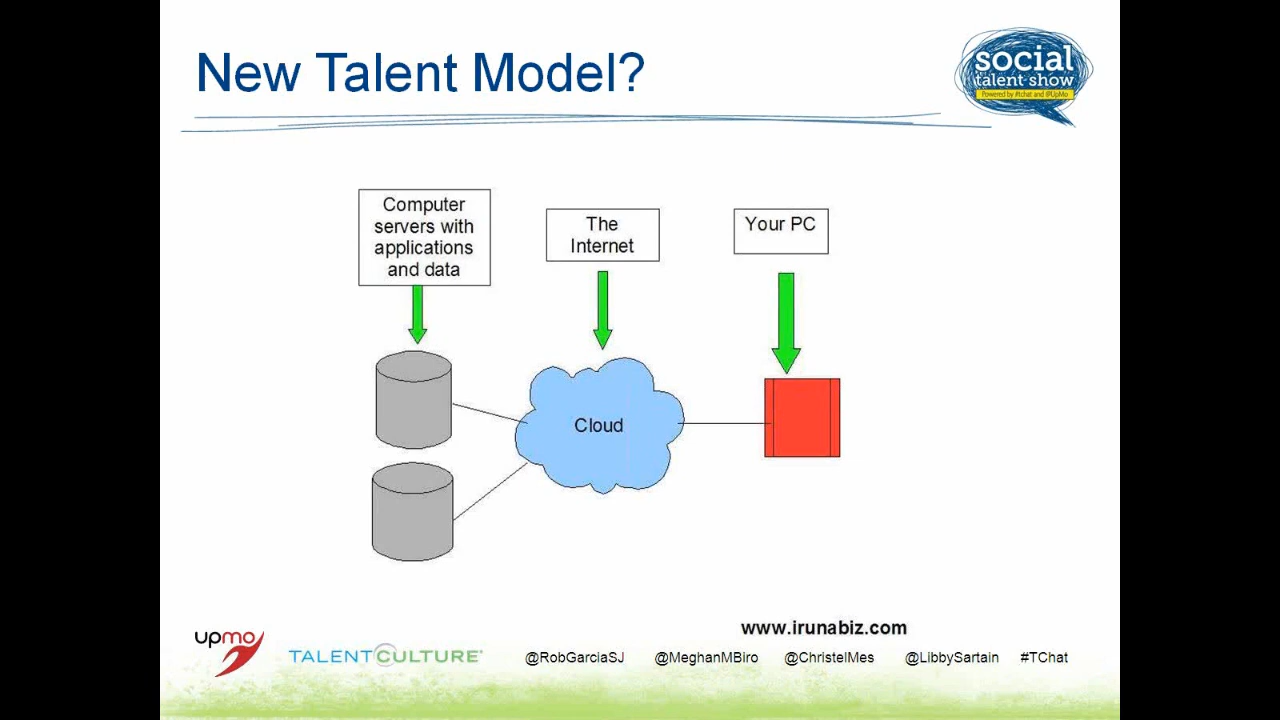 New Talent Model?
social
talent show
Powered by #tchat and @UpMo
Computer
servers with
applications
and data
The
Internet
Your PC
Cloud
www.irunabiz.com
upmo
TALENTCULTURE
@RobGarciaSJ @MeghanMBiro @ChristelMes @LibbySartain #TChat